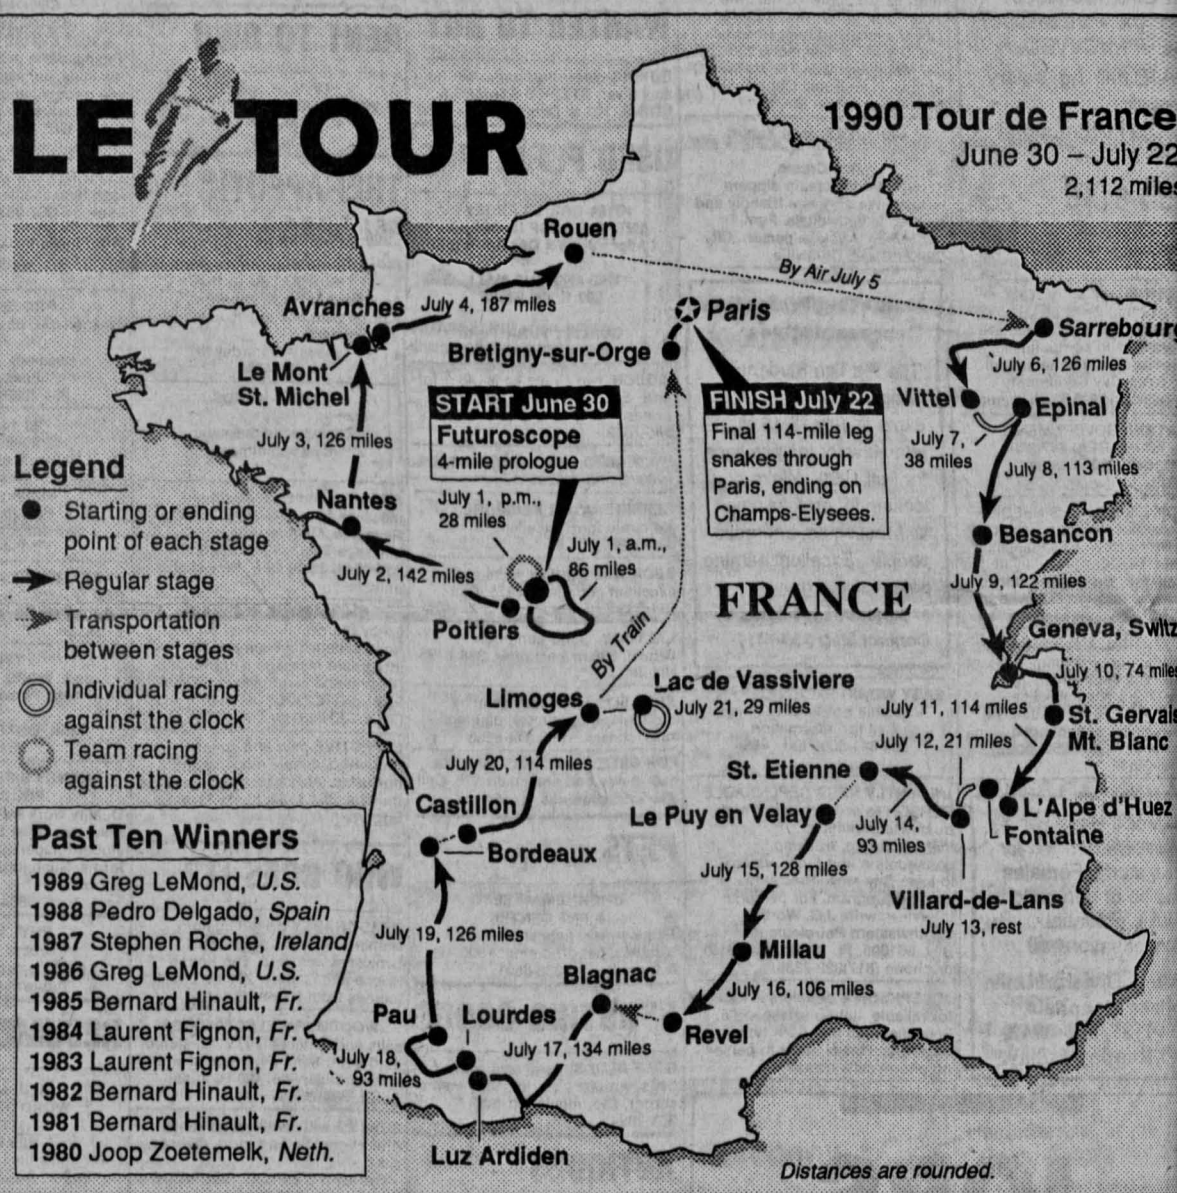 LE TOUR
1990 Tour de France
June 30 – July 22
2,112 miles
Rouen
By Air July 5
Avranches
July 4, 187 miles
Paris
Sarrebourg
Bretigny-sur-Orge
July 6, 126 miles
Le Mont
St. Michel
START June 30
Futuroscope
4-mile prologue
FINISH July 22
Final 114-mile leg
snakes through
Paris, ending on
Champs-Elysees.
Vittel
Epinal
July 7,
38 miles
July 3, 126 miles
July 8, 113 miles
Legend
Starting or ending
point of each stage
Regular stage
Transportation
between stages
Individual racing
against the clock
Team racing
against the clock
Nantes
July 1, p.m.,
28 miles
July 1, a.m.,
86 miles
Besancon
July 2, 142 miles
July 9, 122 miles
FRANCE
Poitiers
Geneva, Switz
By Train
July 10, 74 miles
Limoges
Lac de Vassiviere
July 21, 29 miles
July 11, 114 miles
St. Gervais
Mt. Blanc
July 12, 21 miles
July 20, 114 miles
St. Etienne
Castillon
Le Puy en Velay
L'Alpe d'Huez
July 14,
93 miles
Fontaine
Bordeaux
July 15, 128 miles
Villard-de-Lans
July 13, rest
July 19, 126 miles
Millau
Blagnac
July 16, 106 miles
Pau
Lourdes
Revel
July 17, 134 miles
July 18,
93 miles
Luz Ardiden
Past Ten Winners
1989 Greg LeMond, U.S.
1988 Pedro Delgado, Spain
1987 Stephen Roche, Ireland
1986 Greg LeMond, U.S.
1985 Bernard Hinault, Fr.
1984 Laurent Fignon, Fr.
1983 Laurent Fignon, Fr.
1982 Bernard Hinault, Fr.
1981 Bernard Hinault, Fr.
1980 Joop Zoetemelk, Neth.
Distances are rounded.